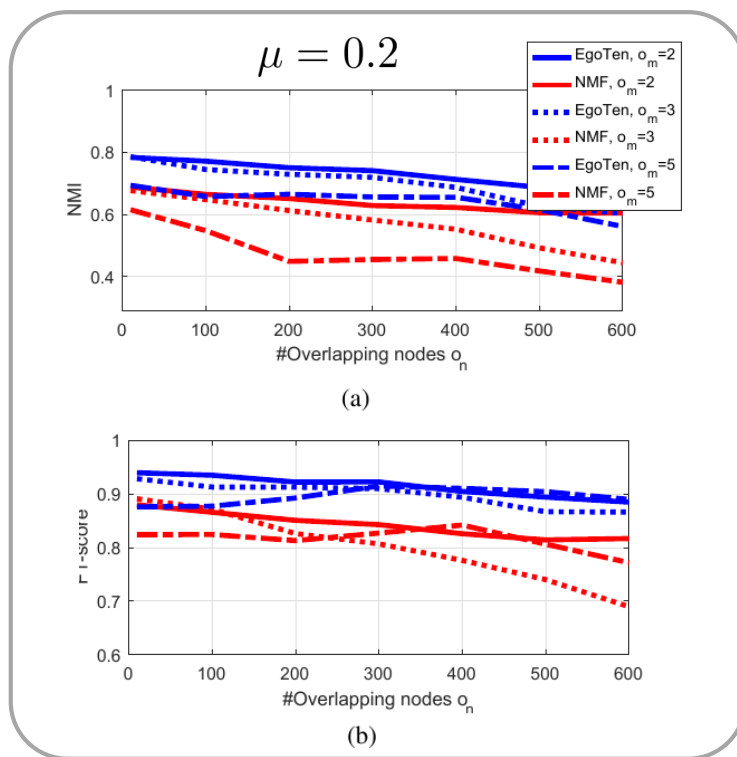 μ = 0.2
EgoTen, o_m=2
NMF, o_m=2
EgoTen, o_m=3
NMF, o_m=3
EgoTen, o_m=5
NMF, o_m=5
1
0.8
0.6
0.4
NMI
0 100 200 300 400 500 600
#Overlapping nodes o_n
(a)
1
0.9
0.8
0.7
0.6
F1-score
0 100 200 300 400 500 600
#Overlapping nodes o_n
(b)